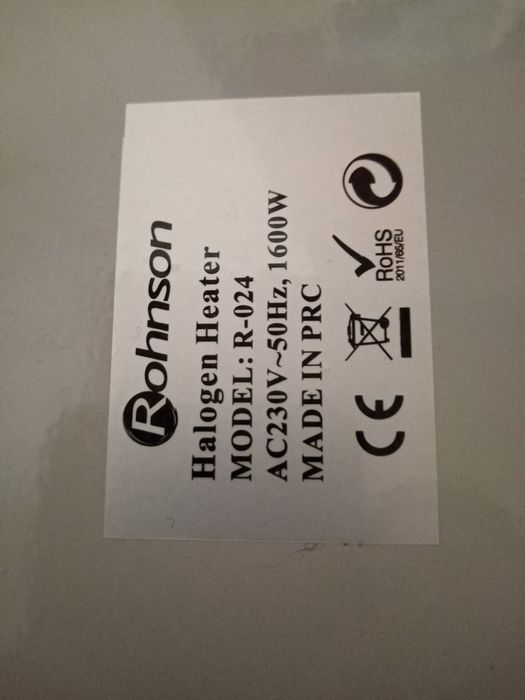 Rohnson
Halogen Heater
MODEL: R-024
AC230V~50Hz, 1600W
MADE IN PRC
CE
RoHS
2011/65/EU